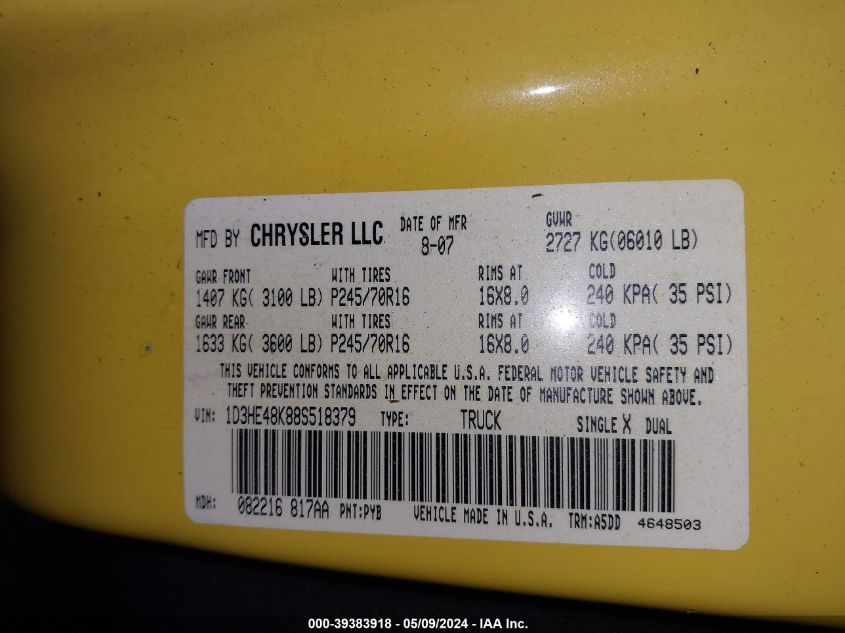 MFD BY CHRYSLER LLC DATE OF MFR 8-07 GVWR 2727 KG(06010 LB)
GAWR FRONT WITH TIRES RIMS AT COLD
1407 KG( 3100 LB) P245/70R16 16X8.0 240 KPA( 35 PSI)
GAWR REAR WITH TIRES RIMS AT COLD
1633 KG( 3600 LB) P245/70R16 16X8.0 240 KPA( 35 PSI)
THIS VEHICLE CONFORMS TO ALL APPLICABLE U.S.A. FEDERAL MOTOR VEHICLE SAFETY AND
THEFT PREVENTION STANDARDS IN EFFECT ON THE DATE OF MANUFACTURE SHOWN ABOVE.
VIN: 1D3HE48K88S518379 TYPE: TRUCK SINGLE X DUAL
MDH: 082216 817AA PNT:PYB VEHICLE MADE IN U.S.A. TRM:A5DD 4648503
000-39383918 - 05/09/2024 - IAA Inc.